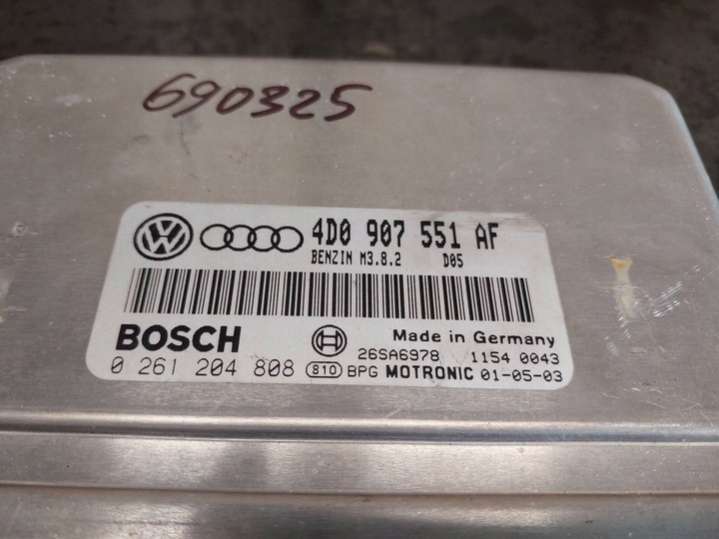 690325
4D0 907 551 AF
BENZIN M3.8.2 D05
BOSCH Made in Germany
26SA6978 1154 0043
0 261 204 808 810 BPG MOTRONIC 01-05-03